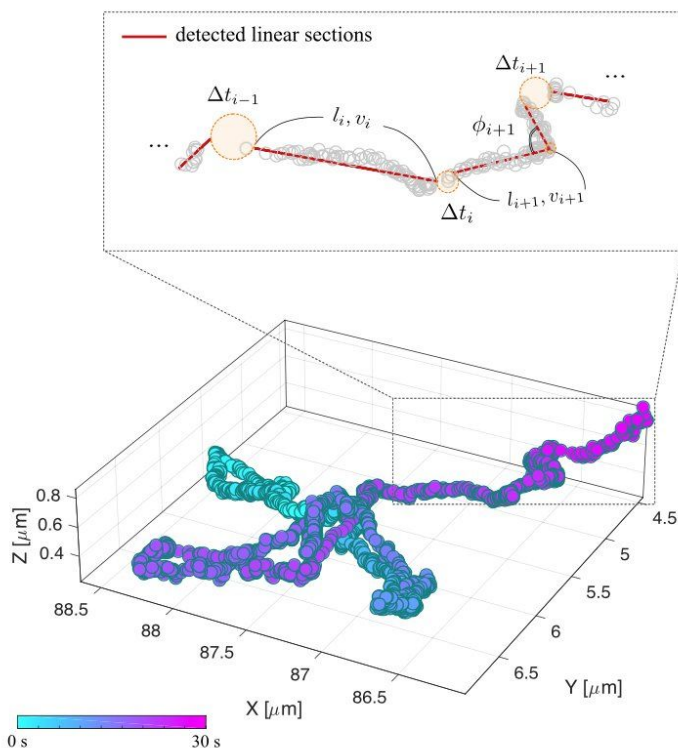 detected linear sections
Δt_{i+1}
...
Δt_{i−1}
l_i, v_i
ϕ_{i+1}
...
l_{i+1}, v_{i+1}
Δt_i
0.8
0.6
0.4
Z [μm]
4.5
5
5.5
6
6.5
Y [μm]
88.5
88
87.5
87
86.5
X [μm]
0 s
30 s